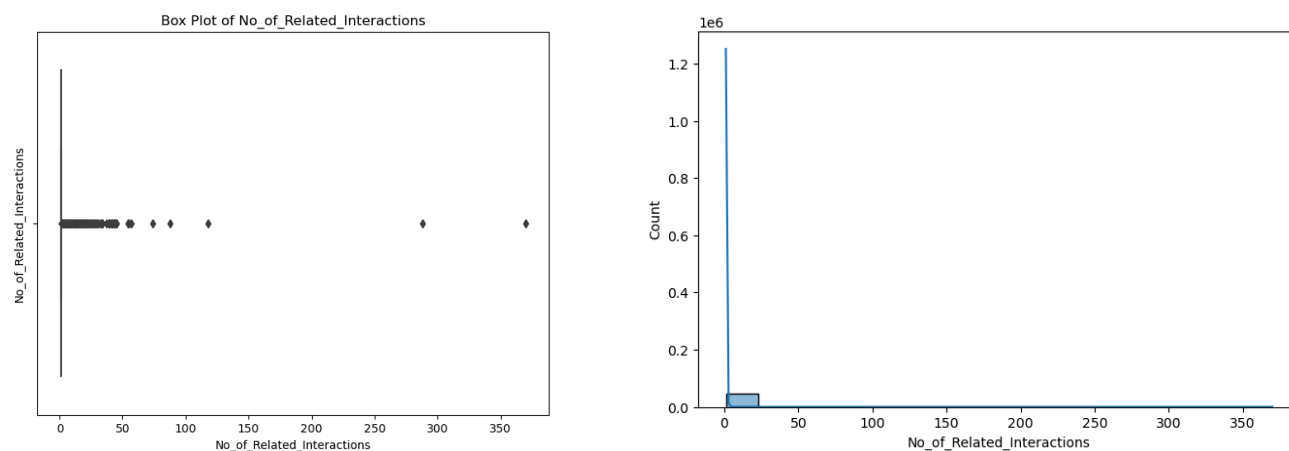 Box Plot of No_of_Related_Interactions
No_of_Related_Interactions
0 50 100 150 200 250 300 350
No_of_Related_Interactions
1e6
1.2
1.0
0.8
0.6
0.4
0.2
0.0
Count
0 50 100 150 200 250 300 350
No_of_Related_Interactions